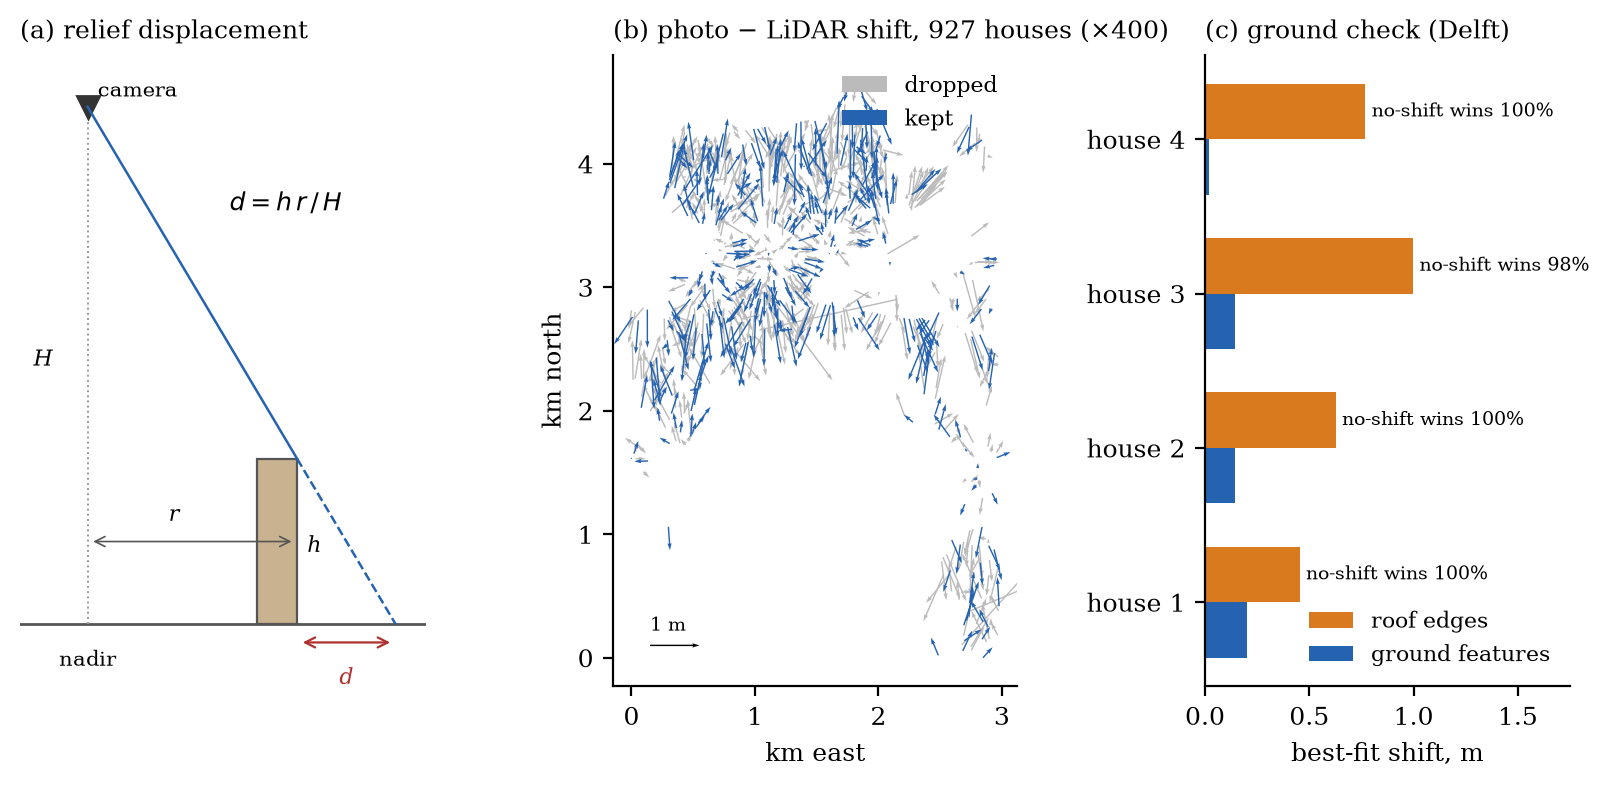 (a) relief displacement
camera
d = h r / H
H
r
h
nadir
d
(b) photo − LiDAR shift, 927 houses (×400)
dropped
kept
km north
4
3
2
1
0
1 m
0 1 2 3
km east
(c) ground check (Delft)
house 4
no-shift wins 100%
house 3
no-shift wins 98%
house 2
no-shift wins 100%
house 1
no-shift wins 100%
roof edges
ground features
0.0 0.5 1.0 1.5
best-fit shift, m